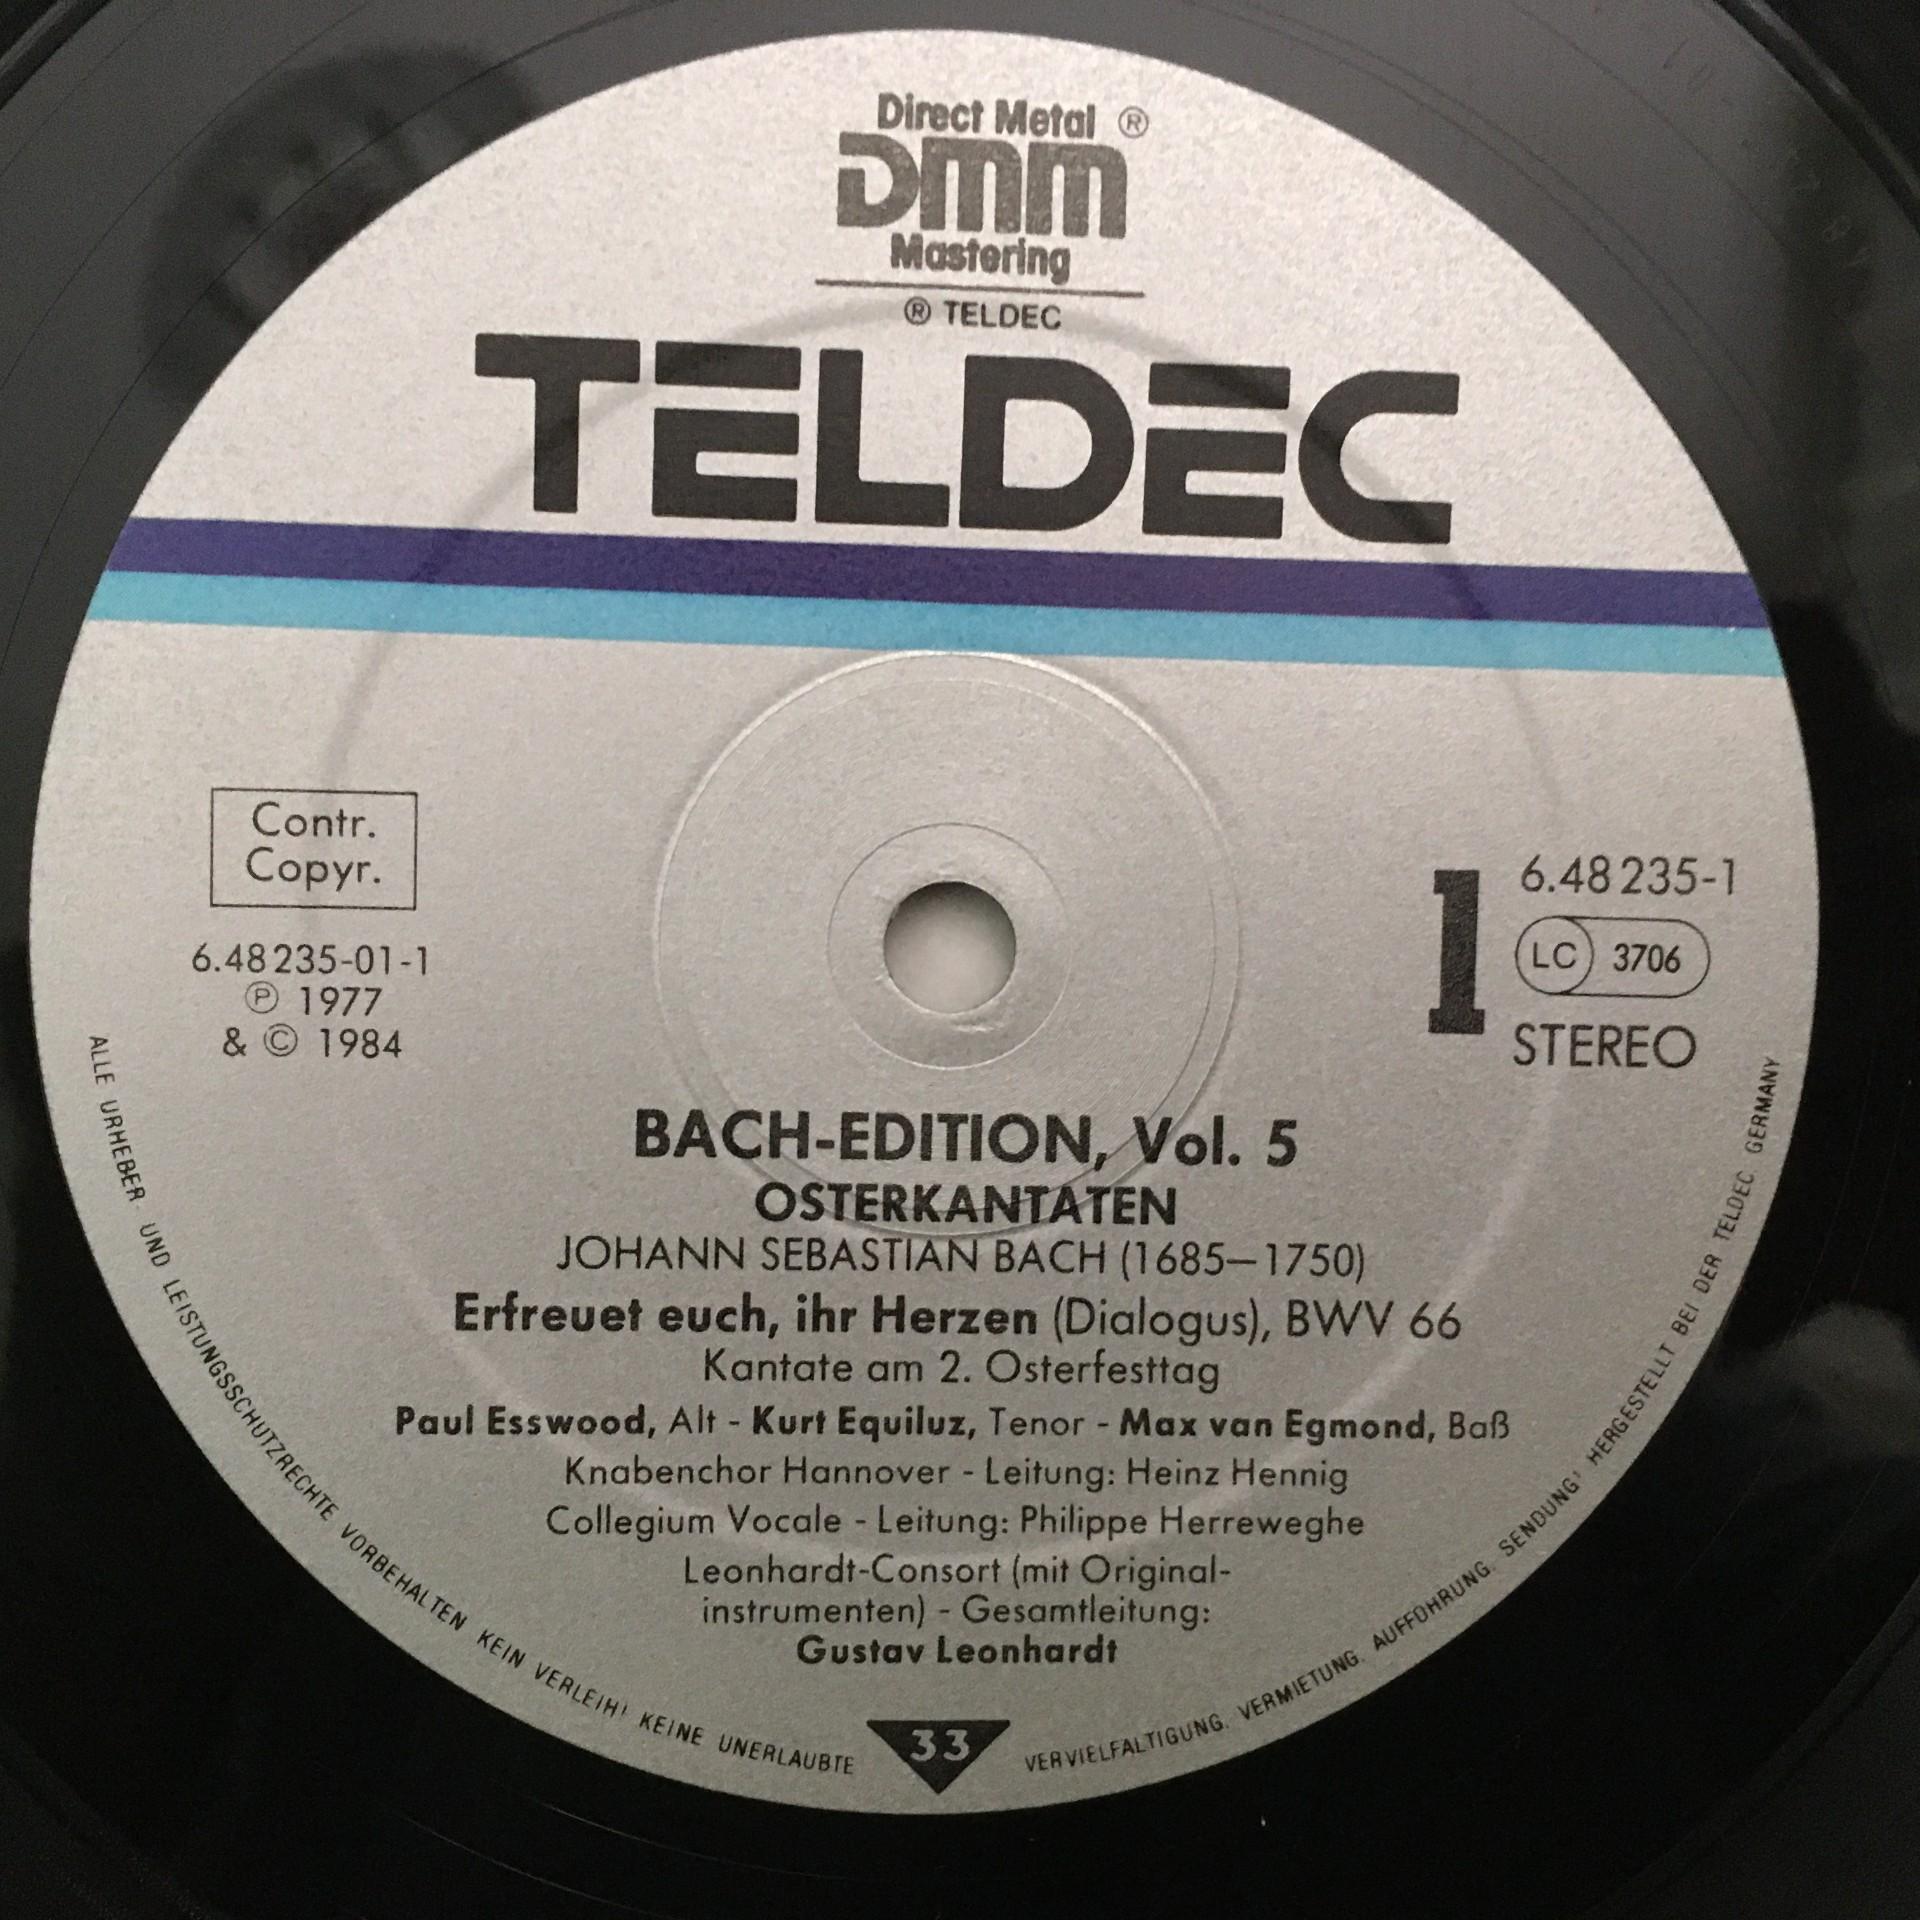 Direct Metal ®
DMM
Mastering
® TELDEC
TELDEC
Contr.
Copyr.
6.48 235-01-1
℗ 1977
& © 1984
1
6.48 235-1
LC 3706
STEREO
BACH-EDITION, Vol. 5
OSTERKANTATEN
JOHANN SEBASTIAN BACH (1685–1750)
Erfreuet euch, ihr Herzen (Dialogus), BWV 66
Kantate am 2. Osterfesttag
Paul Esswood, Alt - Kurt Equiluz, Tenor - Max van Egmond, Baß
Knabenchor Hannover - Leitung: Heinz Hennig
Collegium Vocale - Leitung: Philippe Herreweghe
Leonhardt-Consort (mit Original-
instrumenten) - Gesamtleitung:
Gustav Leonhardt
33
ALLE URHEBER- UND LEISTUNGSSCHUTZRECHTE VORBEHALTEN KEIN VERLEIH! KEINE UNERLAUBTE VERVIELFÄLTIGUNG, VERMIETUNG, AUFFÜHRUNG, SENDUNG! HERGESTELLT BEI DER TELDEC GERMANY